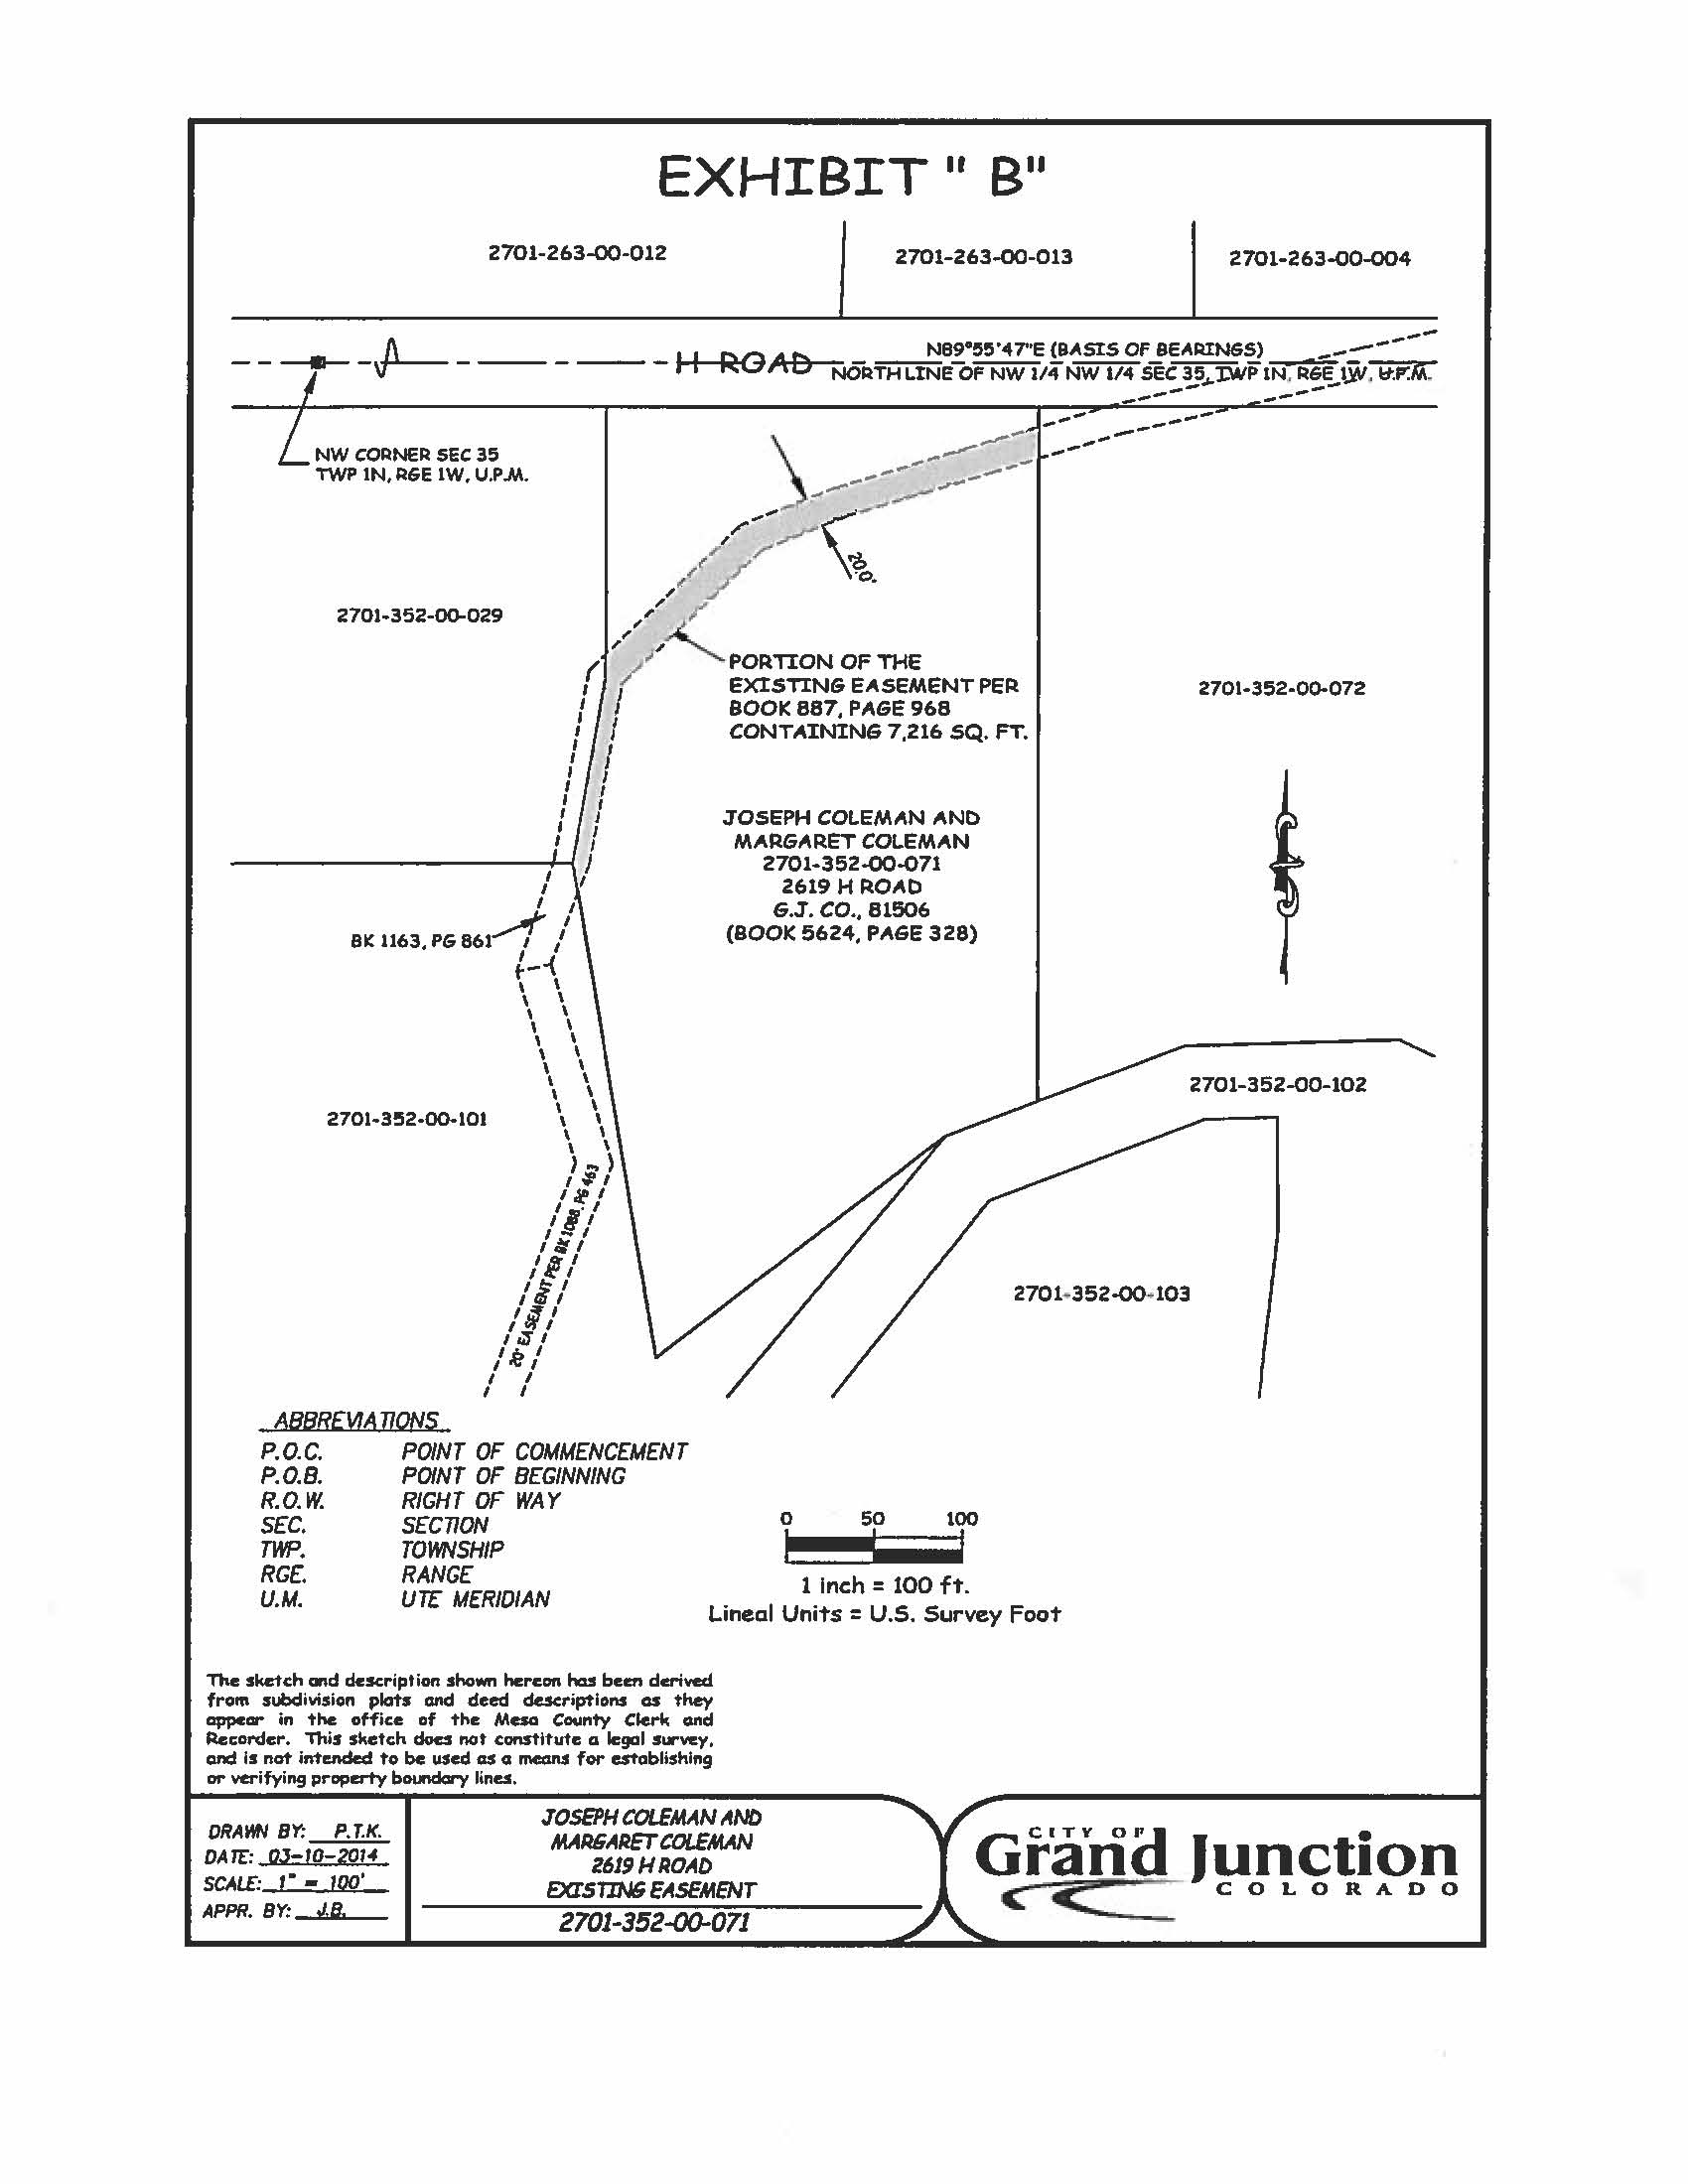 EXHIBIT " B"
2701-263-00-012
2701-263-00-013
2701-263-00-004
N89°55'47"E (BASIS OF BEARINGS)
H ROAD
NORTH LINE OF NW 1/4 NW 1/4 SEC 35, TWP 1N, RGE 1W, U.P.M.
NW CORNER SEC 35
TWP 1N, RGE 1W, U.P.M.
20.0'
2701-352-00-029
PORTION OF THE
EXISTING EASEMENT PER
BOOK 887, PAGE 968
CONTAINING 7,216 SQ. FT.
2701-352-00-072
JOSEPH COLEMAN AND
MARGARET COLEMAN
2701-352-00-071
2619 H ROAD
G.J. CO., 81506
(BOOK 5624, PAGE 328)
BK 1163, PG 861
2701-352-00-102
2701-352-00-101
20' EASEMENT PER BK 1088, PG 463
2701-352-00-103
ABBREVIATIONS
P.O.C. POINT OF COMMENCEMENT
P.O.B. POINT OF BEGINNING
R.O.W. RIGHT OF WAY
SEC. SECTION
TWP. TOWNSHIP
RGE. RANGE
U.M. UTE MERIDIAN
0 50 100
1 inch = 100 ft.
Lineal Units = U.S. Survey Foot
The sketch and description shown hereon has been derived
from subdivision plats and deed descriptions as they
appear in the office of the Mesa County Clerk and
Recorder. This sketch does not constitute a legal survey,
and is not intended to be used as a means for establishing
or verifying property boundary lines.
DRAWN BY: P.T.K.
DATE: 03-10-2014
SCALE: 1" = 100'
APPR. BY: J.B.
JOSEPH COLEMAN AND
MARGARET COLEMAN
2619 H ROAD
EXISTING EASEMENT
2701-352-00-071
CITY OF
Grand Junction
COLORADO